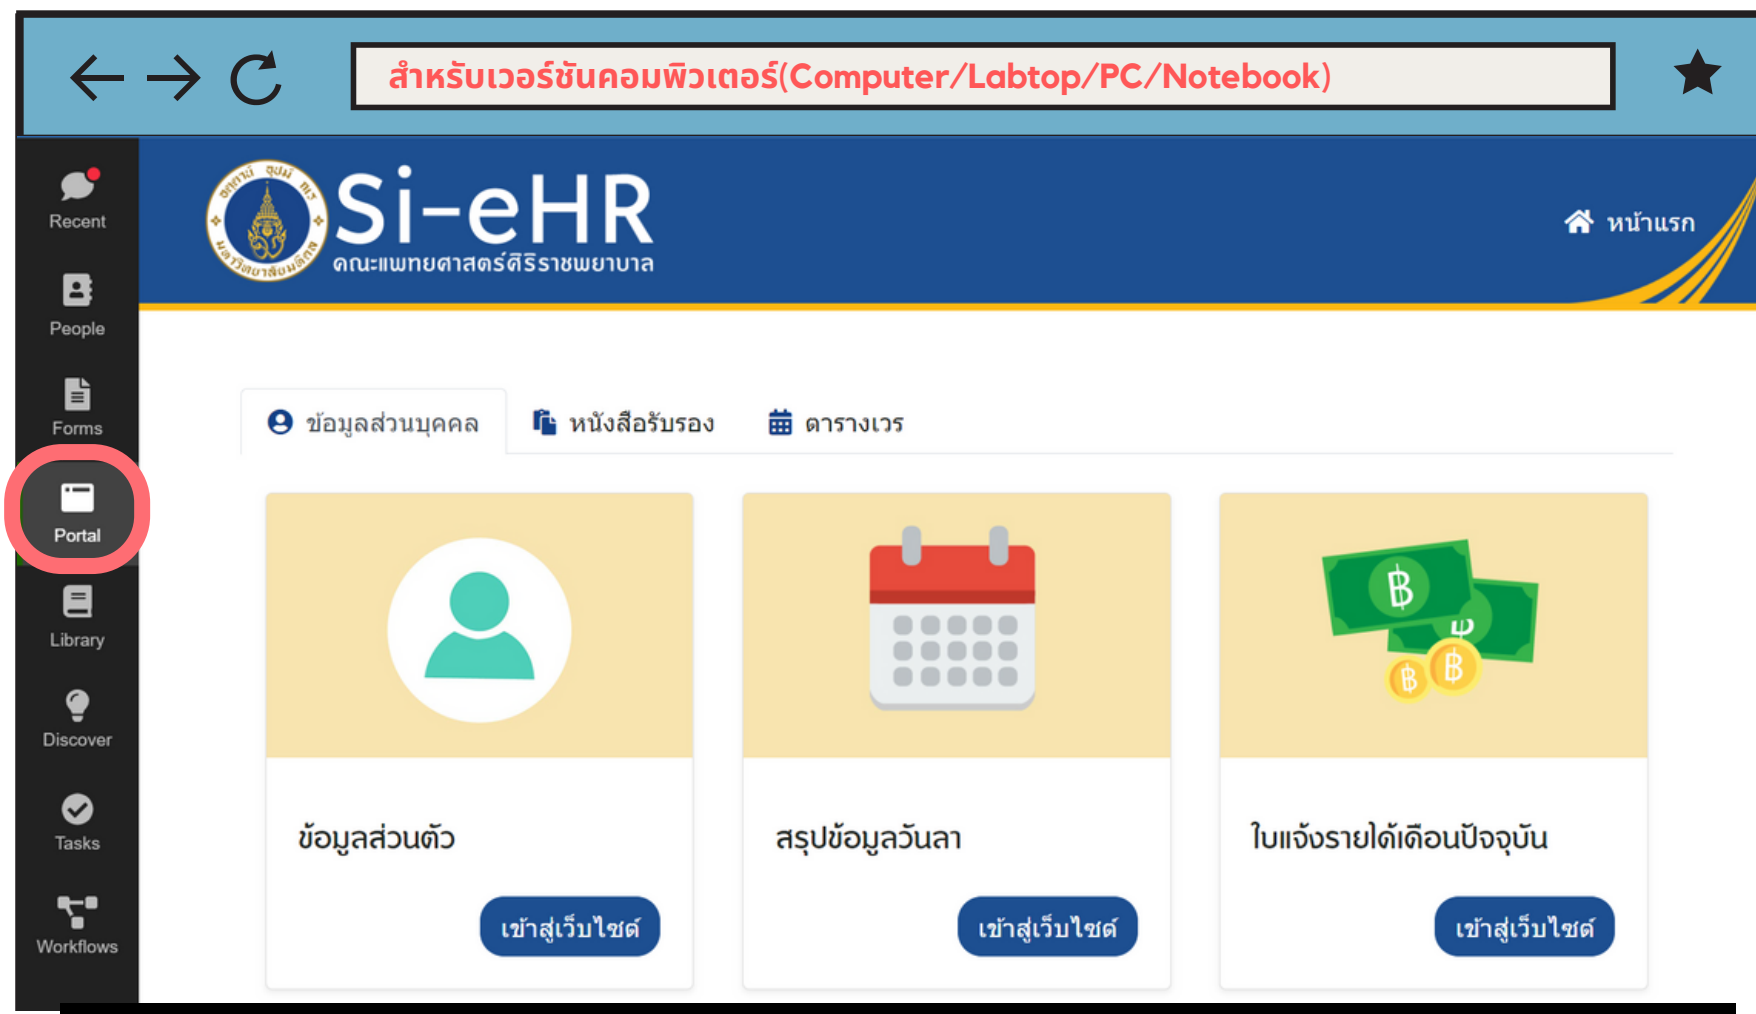 สำหรับเวอร์ชันคอมพิวเตอร์(Computer/Labtop/PC/Notebook)
Recent
People
Forms
Portal
Library
Discover
Tasks
Workflows
Si-eHR
คณะแพทยศาสตร์ศิริราชพยาบาล
หน้าแรก
ข้อมูลส่วนบุคคล
หนังสือรับรอง
ตารางเวร
ข้อมูลส่วนตัว
เข้าสู่เว็บไซต์
สรุปข้อมูลวันลา
เข้าสู่เว็บไซต์
ใบแจ้งรายได้เดือนปัจจุบัน
เข้าสู่เว็บไซต์